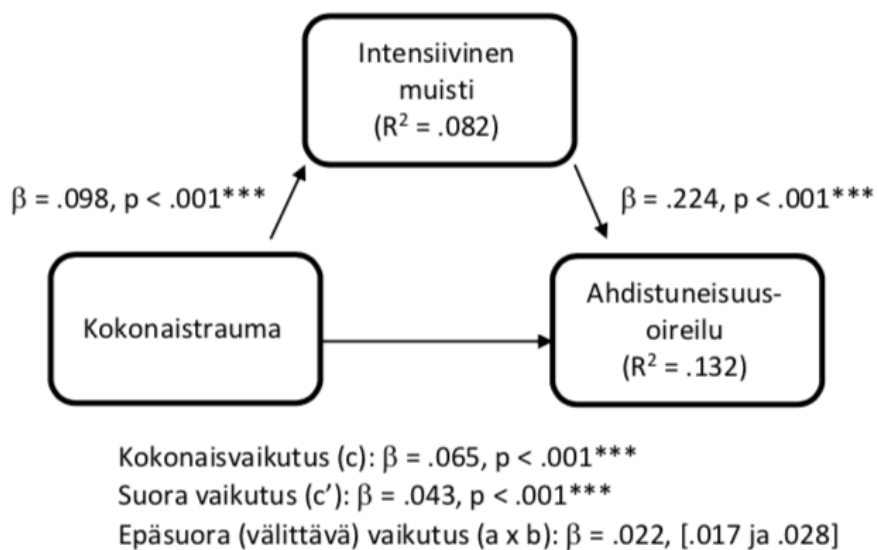 Intensiivinen
muisti
(R² = .082)
β = .098, p < .001***
β = .224, p < .001***
Kokonaistrauma
Ahdistuneisuus-
oireilu
(R² = .132)
Kokonaisvaikutus (c): β = .065, p < .001***
Suora vaikutus (c’): β = .043, p < .001***
Epäsuora (välittävä) vaikutus (a x b): β = .022, [.017 ja .028]